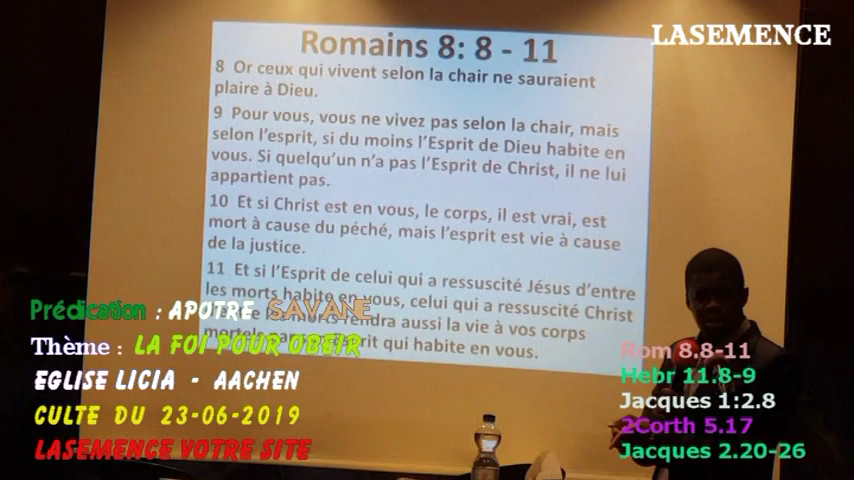 LASEMENCE
Romains 8: 8 - 11
8 Or ceux qui vivent selon la chair ne sauraient
plaire à Dieu.
9 Pour vous, vous ne vivez pas selon la chair, mais
selon l'esprit, si du moins l'Esprit de Dieu habite en
vous. Si quelqu'un n'a pas l'Esprit de Christ, il ne lui
appartient pas.
10 Et si Christ est en vous, le corps, il est vrai, est
mort à cause du péché, mais l'esprit est vie à cause
de la justice.
11 Et si l'Esprit de celui qui a ressuscité Jésus d'entre
les morts habite en vous, celui qui a ressuscité Christ
rendra aussi la vie à vos corps
qui habite en vous.
Prédication : APOTRE SAVANE
Thème : LA FOI POUR OBEIR
EGLISE LICIA - AACHEN
CULTE DU 23-06-2019
LASEMENCE VOTRE SITE
Rom 8.8-11
Hebr 11.8-9
Jacques 1:2.8
2Corth 5.17
Jacques 2.20-26